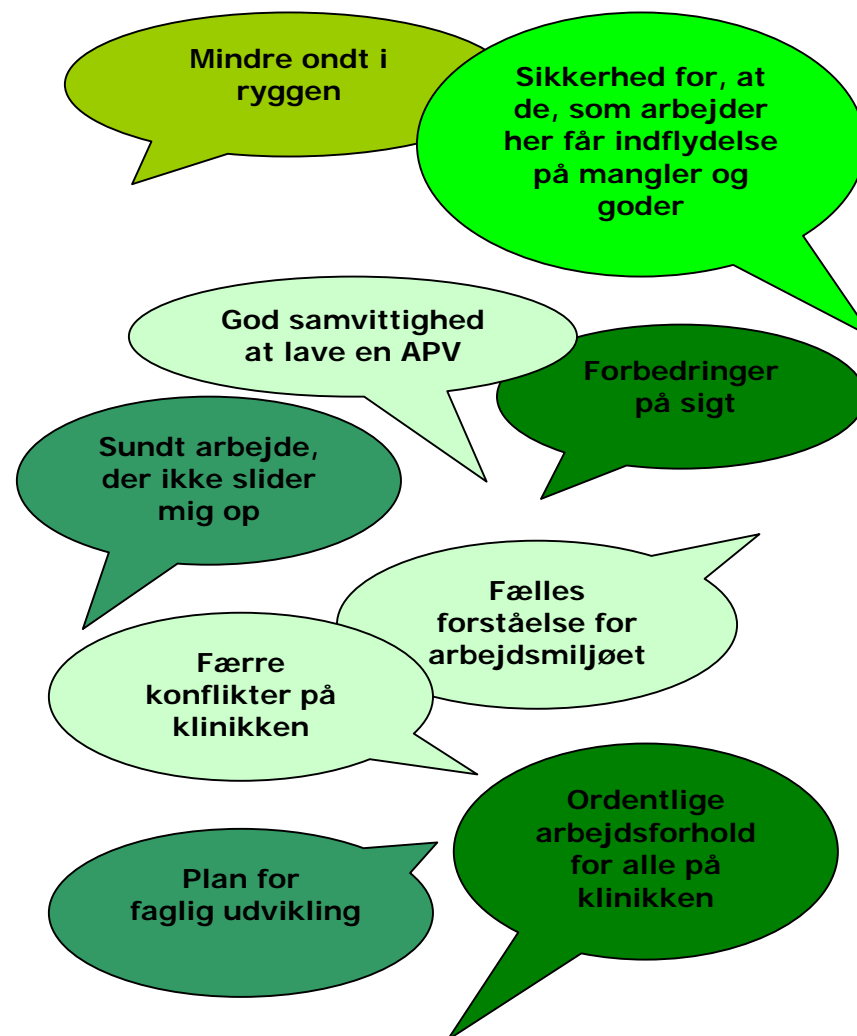 Mindre ondt i
ryggen
Sikkerhed for, at
de, som arbejder
her får indflydelse
på mangler og
goder
God samvittighed
at lave en APV
Forbedringer
på sigt
Sundt arbejde,
der ikke slider
mig op
Fælles
forståelse for
arbejdsmiljøet
Færre
konflikter på
klinikken
Ordentlige
arbejdsforhold
for alle på
klinikken
Plan for
faglig udvikling